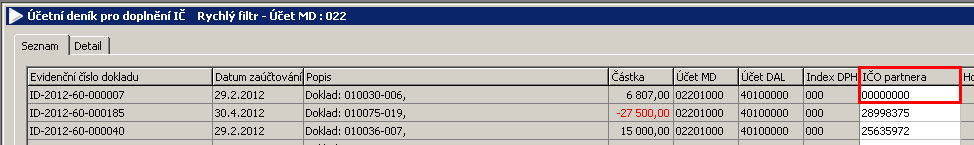 Účetní deník pro doplnění IČ Rychlý filtr - Účet MD : 022
Seznam Detail
Evidenční číslo dokladu Datum zaúčtování Popis Částka Účet MD Účet DAL Index DPH IČO partnera Ho
ID-2012-60-000007 29.2.2012 Doklad: 010030-006, 6 807,00 02201000 40100000 000 00000000
ID-2012-60-000185 30.4.2012 Doklad: 010075-019, -27 500,00 02201000 40100000 000 28998375
ID-2012-60-000040 29.2.2012 Doklad: 010036-007, 15 000,00 02201000 40100000 000 25635972